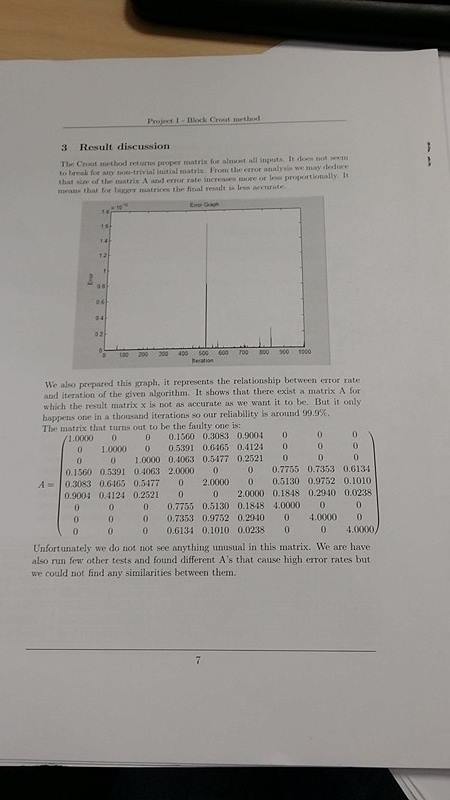 Project I - Block Crout method
3 Result discussion
The Crout method returns proper matrix for almost all inputs. It does not seem
to break for any non-trivial initial matrix. From the error analysis we may deduce
that size of the matrix A and error rate increases more or less proportionally. It
means that for bigger matrices the final result is less accurate.
Error Graph
1.8
1.6
1.4
1.2
1
0.8
0.6
0.4
0.2
0
Error
0 100 200 300 400 500 600 700 800 900 1000
Iteration
We also prepared this graph, it represents the relationship between error rate
and iteration of the given algorithm. It shows that there exist a matrix A for
which the result matrix x is not as accurate as we want it to be. But it only
happens one in a thousand iterations so our reliability is around 99.9%.
The matrix that turns out to be the faulty one is:
1.0000 0 0 0.1560 0.3083 0.9004 0 0 0
0 1.0000 0 0.5391 0.6465 0.4124 0 0 0
0 0 1.0000 0.4063 0.5477 0.2521 0 0 0
0.1560 0.5391 0.4063 2.0000 0 0 0.7755 0.7353 0.6134
A = 0.3083 0.6465 0.5477 0 2.0000 0 0.5130 0.9752 0.1010
0.9004 0.4124 0.2521 0 0 2.0000 0.1848 0.2940 0.0238
0 0 0 0.7755 0.5130 0.1848 4.0000 0 0
0 0 0 0.7353 0.9752 0.2940 0 4.0000 0
0 0 0 0.6134 0.1010 0.0238 0 0 4.0000
Unfortunately we do not not see anything unusual in this matrix. We are have
also run few other tests and found different A's that cause high error rates but
we could not find any similarities between them.
7